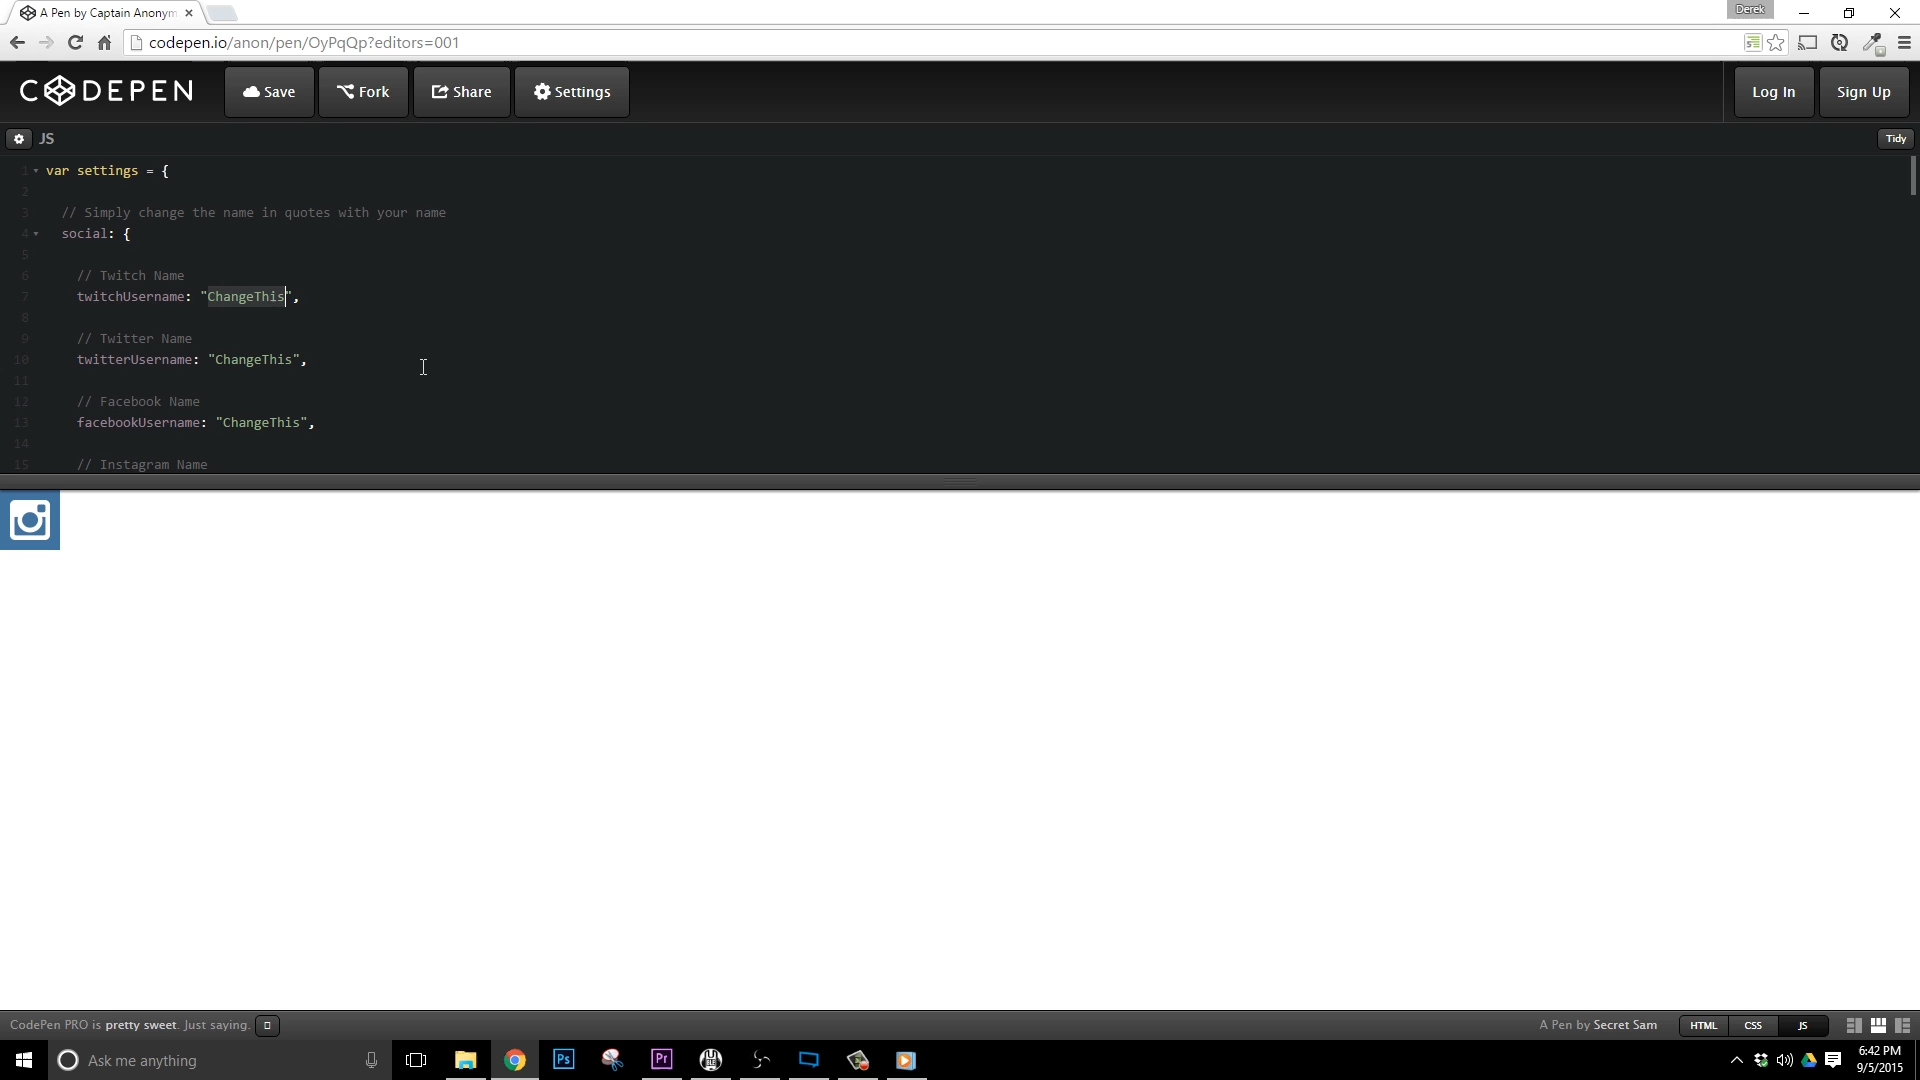 A Pen by Captain Anonym
Derek
codepen.io/anon/pen/OyPqQp?editors=001
CODEPEN
Save
Fork
Share
Settings
Log In
Sign Up
JS
Tidy
1 var settings = {
2
3 // Simply change the name in quotes with your name
4 social: {
5
6 // Twitch Name
7 twitchUsername: "ChangeThis",
8
9 // Twitter Name
10 twitterUsername: "ChangeThis",
11
12 // Facebook Name
13 facebookUsername: "ChangeThis",
14
15 // Instagram Name
CodePen PRO is pretty sweet. Just saying.
A Pen by Secret Sam
HTML
CSS
JS
Ask me anything
Ps
Pr
6:42 PM
9/5/2015